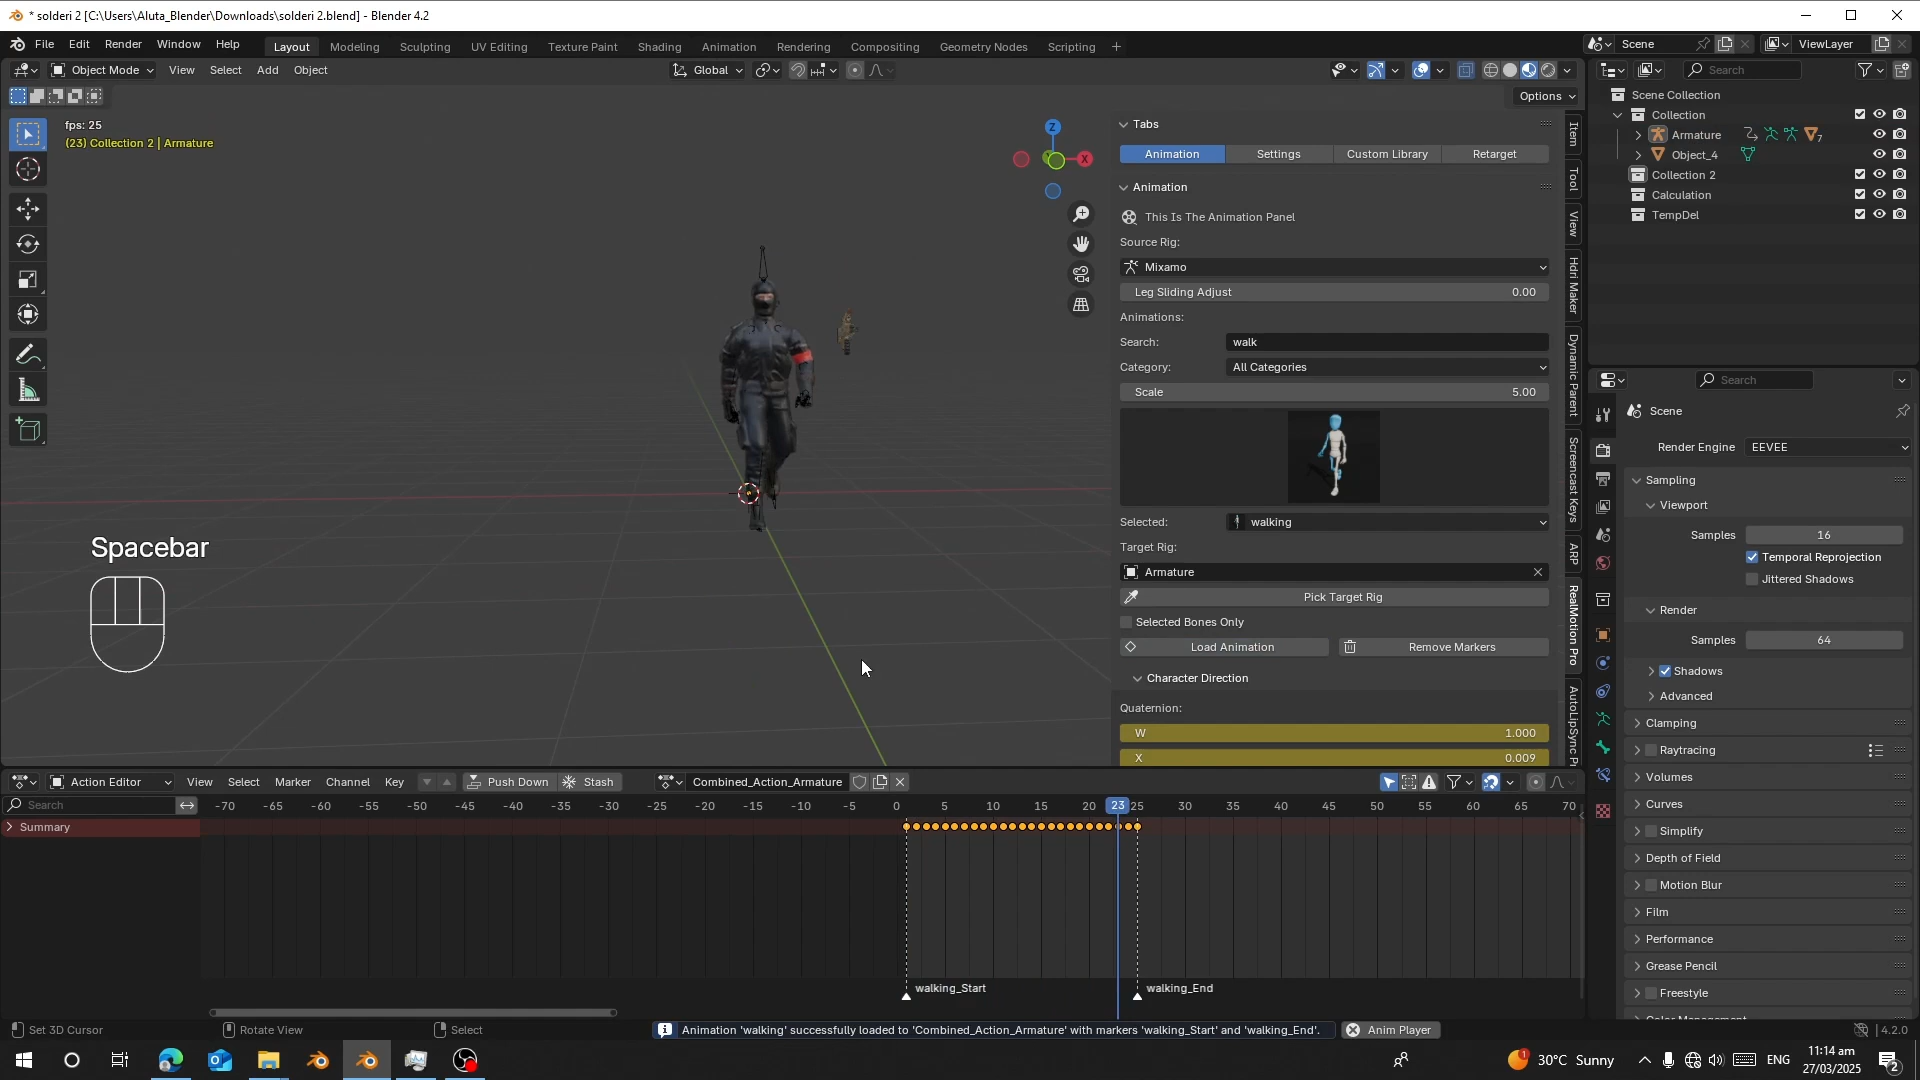 * solderi 2 [C:\Users\Aluta_Blender\Downloads\solderi 2.blend] - Blender 4.2
File Edit Render Window Help
Layout Modeling Sculpting UV Editing Texture Paint Shading Animation Rendering Compositing Geometry Nodes Scripting +
Scene
ViewLayer
Object Mode View Select Add Object
Global
Search
Options
fps: 25
(23) Collection 2 | Armature
Z
X
Spacebar
Tabs
Animation Settings Custom Library Retarget
Animation
This Is The Animation Panel
Source Rig:
Mixamo
Leg Sliding Adjust 0.00
Animations:
Search: walk
Category: All Categories
Scale 5.00
Selected: walking
Target Rig:
Armature
Pick Target Rig
Selected Bones Only
Load Animation Remove Markers
Character Direction
Quaternion:
W 1.000
X 0.009
Item
Tool
View
Hdri Maker
Dynamic Parent
Screencast Keys
ARP
RealMotion Pro
AutoLipSync P
Scene Collection
Collection
Armature 7
Object_4
Collection 2
Calculation
TempDel
Search
Scene
Render Engine EEVEE
Sampling
Viewport
Samples 16
Temporal Reprojection
Jittered Shadows
Render
Samples 64
Shadows
Advanced
Clamping
Raytracing
Volumes
Curves
Simplify
Depth of Field
Motion Blur
Film
Performance
Grease Pencil
Freestyle
Color Management
Action Editor View Select Marker Channel Key Push Down Stash Combined_Action_Armature
Search
-70 -65 -60 -55 -50 -45 -40 -35 -30 -25 -20 -15 -10 -5 0 5 10 15 20 23 25 30 35 40 45 50 55 60 65 70
Summary
walking_Start walking_End
Set 3D Cursor Rotate View Select Animation 'walking' successfully loaded to 'Combined_Action_Armature' with markers 'walking_Start' and 'walking_End'. Anim Player 4.2.0
1 30°C Sunny ENG 11:14 am
27/03/2025 2